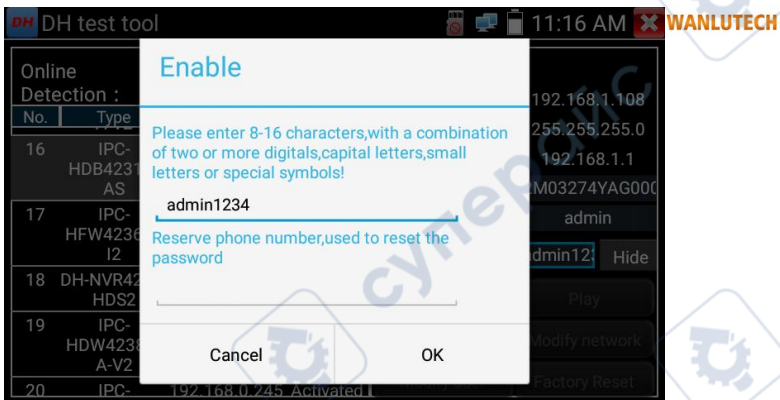 DH DH test tool 11:16 AM WANLUTECH
Online
Detection :
No. Type
16 IPC-
HDB4231
AS
17 IPC-
HFW4236
I2
18 DH-NVR42
HDS2
19 IPC-
HDW4238
A-V2
20 IPC- 192.168.0.245 Activated
Enable
Please enter 8-16 characters,with a combination
of two or more digitals,capital letters,small
letters or special symbols!
admin1234
Reserve phone number,used to reset the
password
Cancel OK
192.168.1.108
255.255.255.0
192.168.1.1
M03274YAG000
admin
dmin123 Hide
Play
Modify network
Factory Reset
суперайс